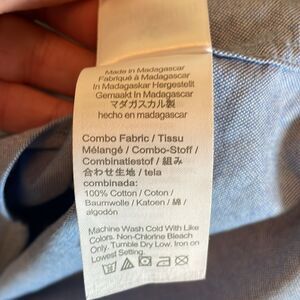 Made in Madagascar
Fabriqué à Madagascar
In Madagaskar Hergestellt
Gemaakt in Madagaskar
マダガスカル製
hecho en madagascar
Combo Fabric / Tissu
Mélangé / Combo-Stoff /
Combinatiestof / 組み
合わせ生地 / tela
combinada:
100% Cotton / Coton /
Baumwolle / Katoen / 綿 /
algodón
Machine Wash Cold With Like
Colors. Non-Chlorine Bleach
Only. Tumble Dry Low. Iron on
Lowest Setting.